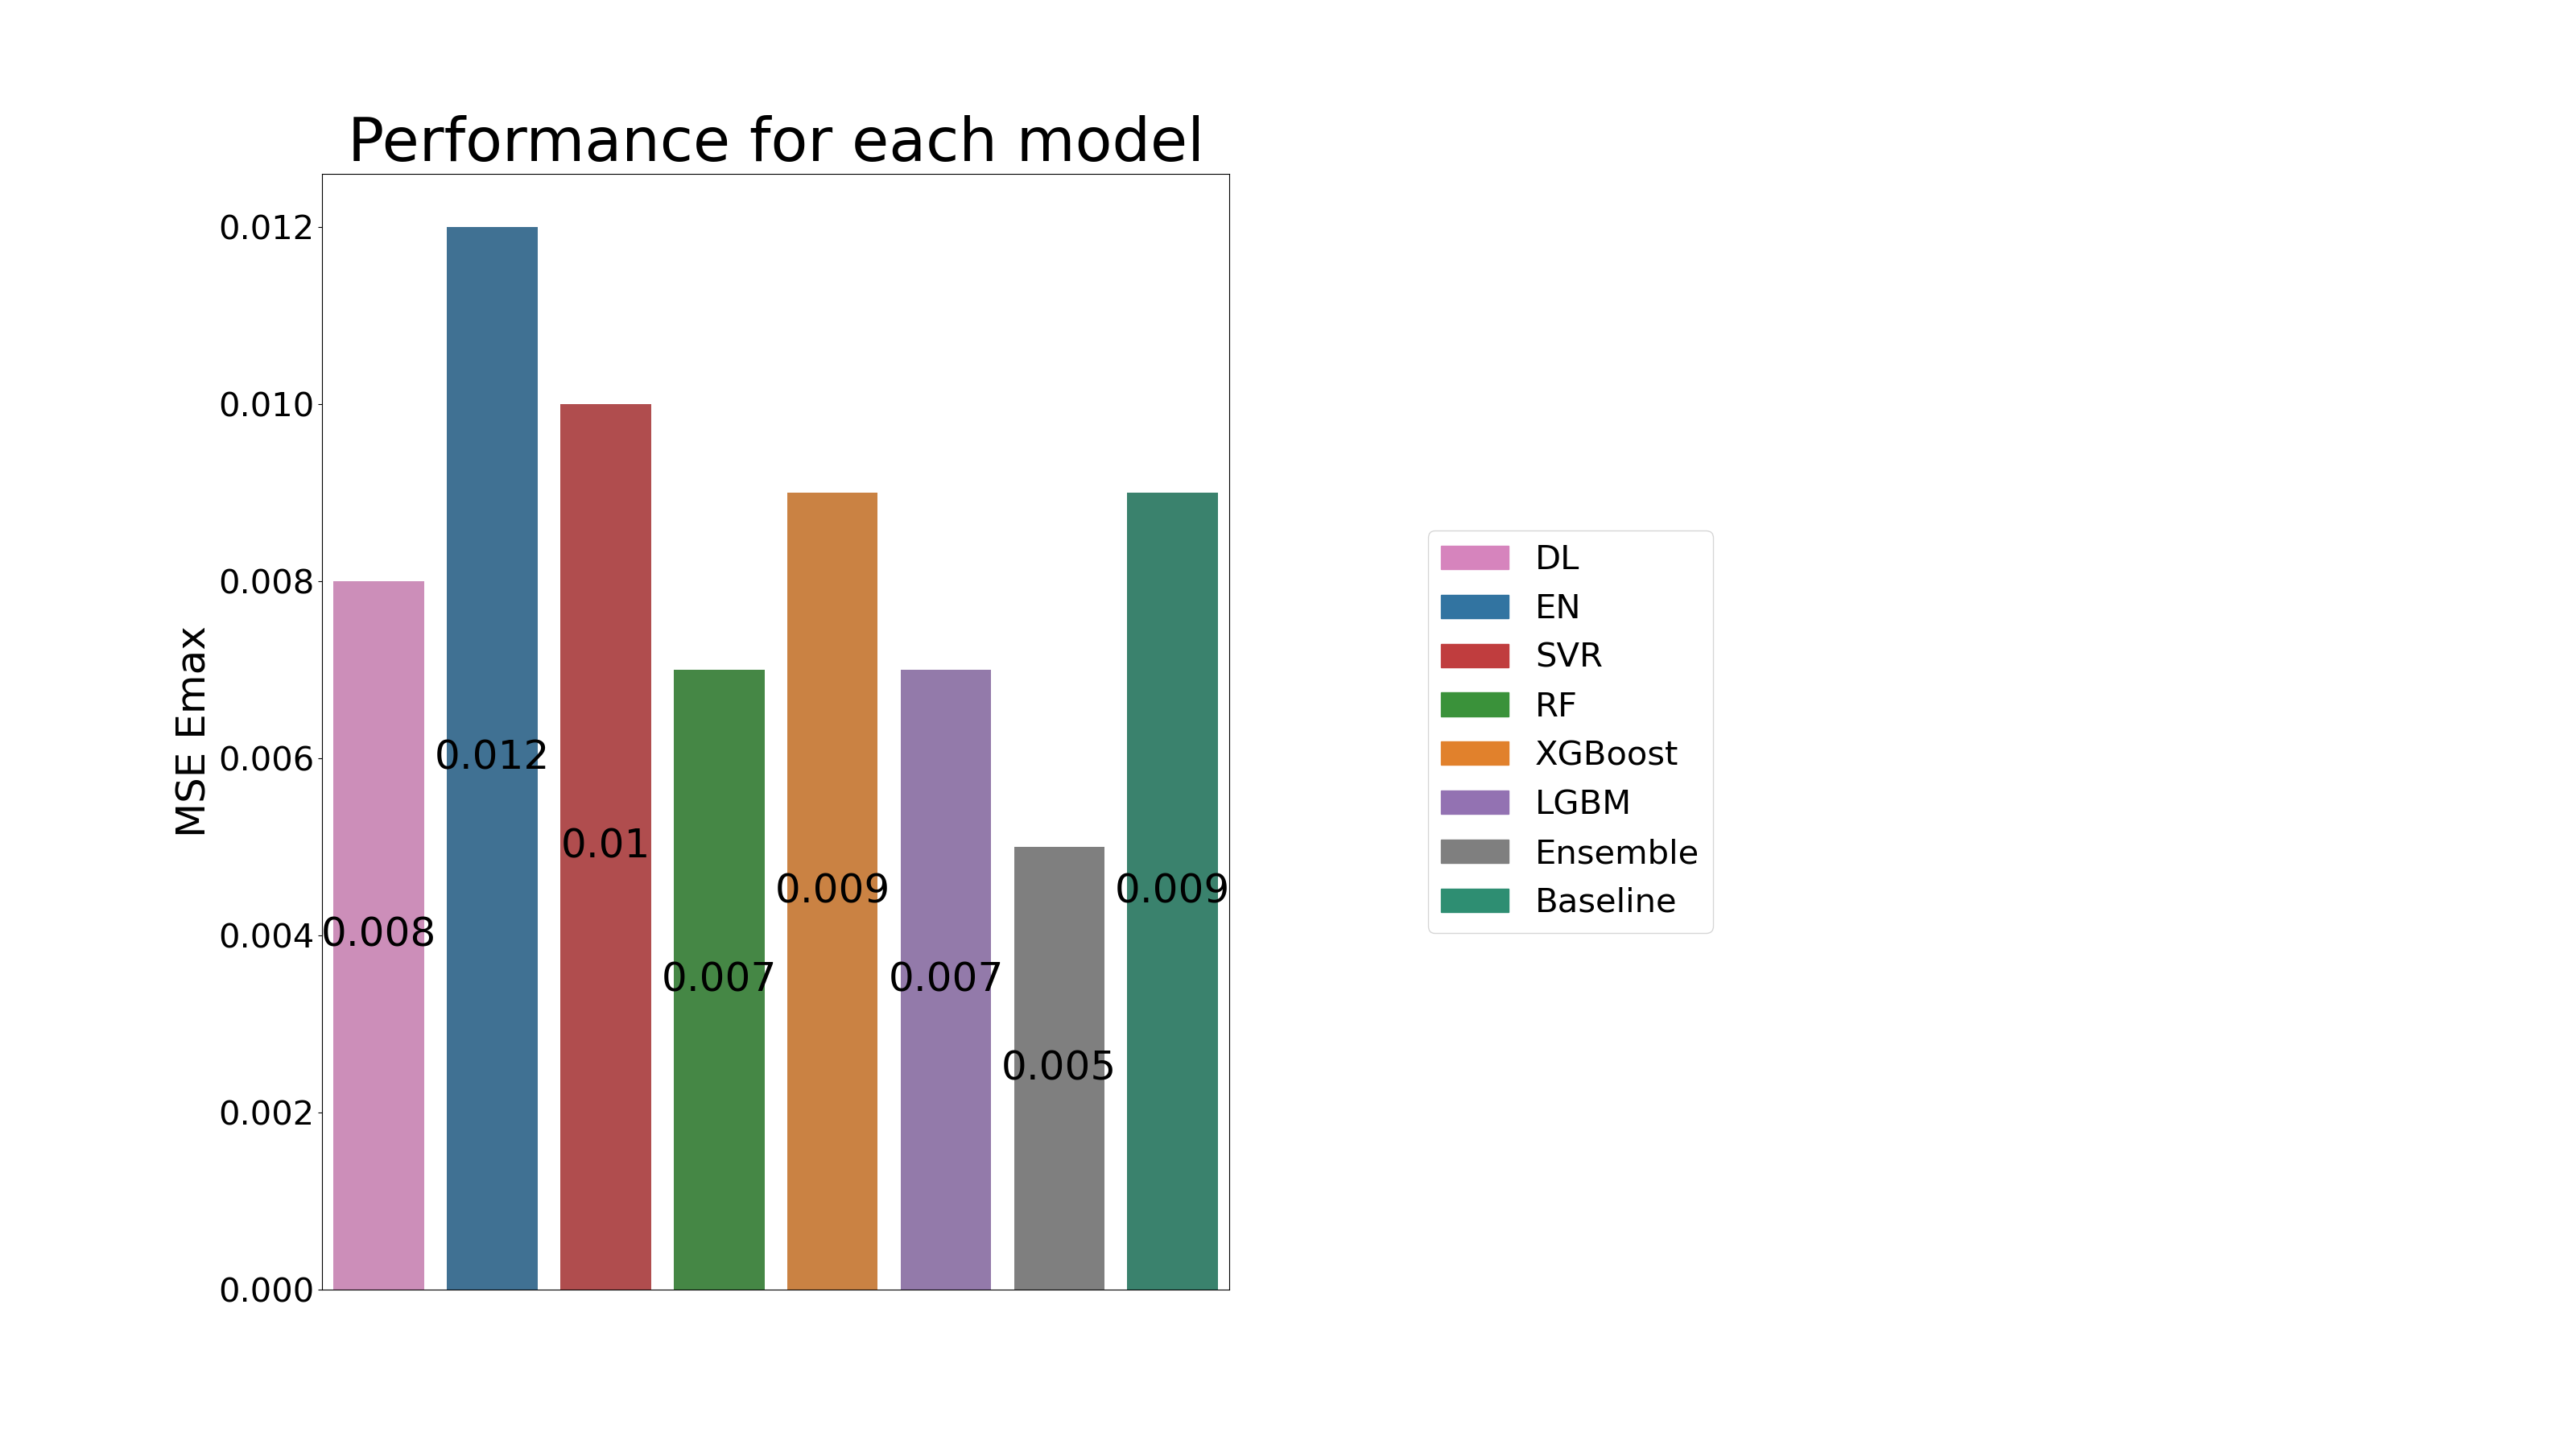 Performance for each model
MSE Emax
0.012
0.010
0.008
0.006
0.004
0.002
0.000
0.008
0.012
0.01
0.007
0.009
0.007
0.005
0.009
DL
EN
SVR
RF
XGBoost
LGBM
Ensemble
Baseline